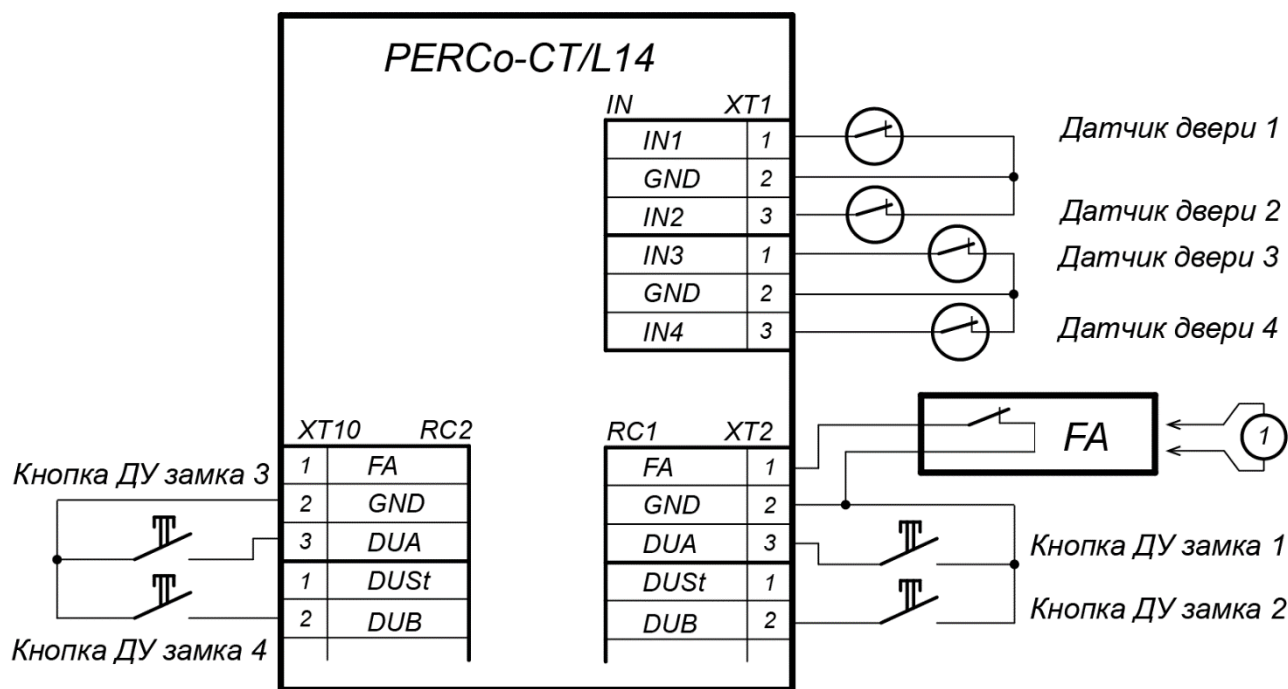 PERCo-CT/L14
IN XT1
IN1 1
GND 2
IN2 3
IN3 1
GND 2
IN4 3
Датчик двери 1
Датчик двери 2
Датчик двери 3
Датчик двери 4
XT10 RC2
1 FA
2 GND
3 DUA
1 DUSt
2 DUB
Кнопка ДУ замка 3
Кнопка ДУ замка 4
RC1 XT2
FA 1
GND 2
DUA 3
DUSt 1
DUB 2
FA
1
Кнопка ДУ замка 1
Кнопка ДУ замка 2